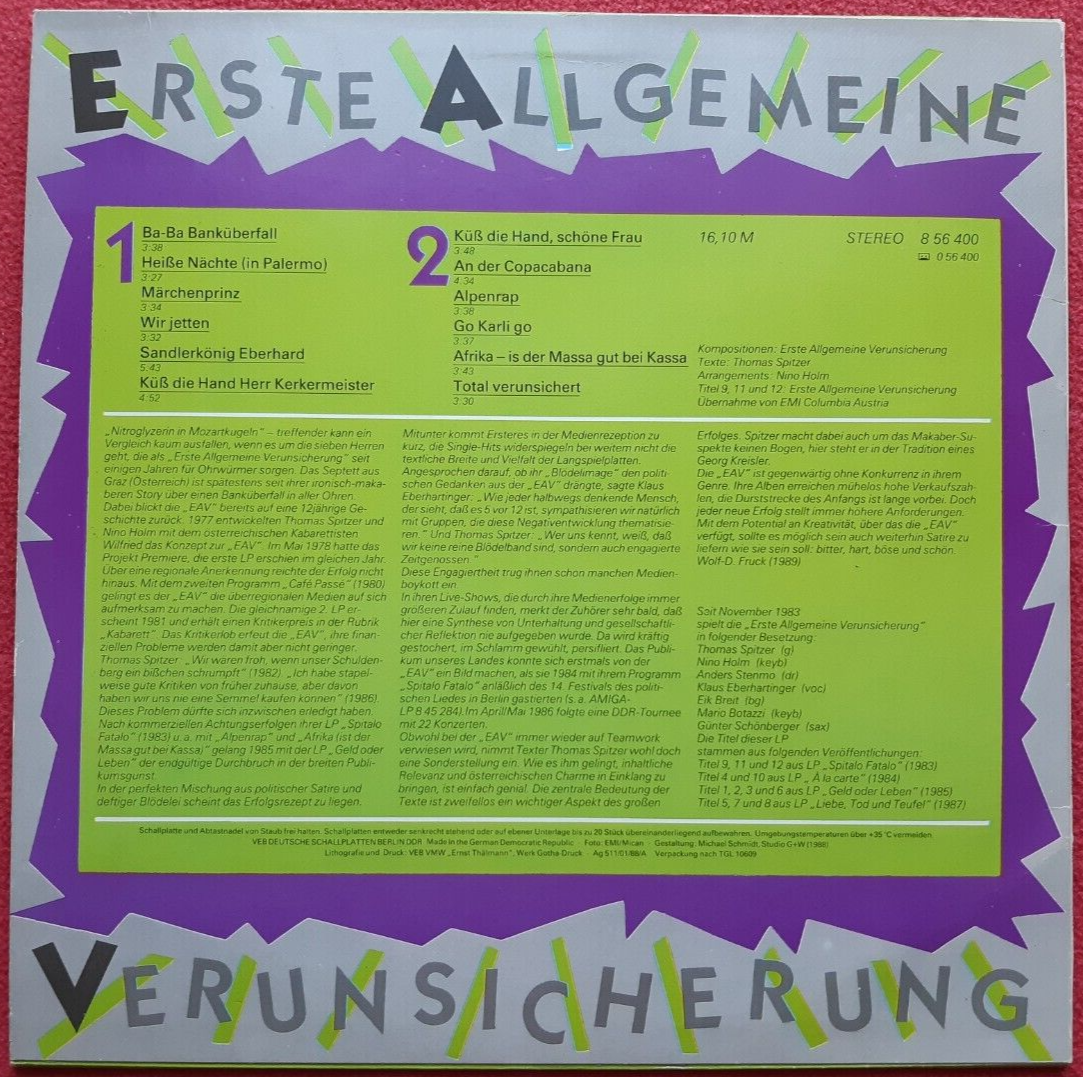 ERSTE ALLGEMEINE
1
Ba-Ba Banküberfall
3:38
Heiße Nächte (in Palermo)
3:27
Märchenprinz
3:34
Wir jetten
3:32
Sandlerkönig Eberhard
5:43
Küß die Hand Herr Kerkermeister
4:52
2
Küß die Hand, schöne Frau
3:48
An der Copacabana
4:34
Alpenrap
3:38
Go Karli go
3:37
Afrika – is der Massa gut bei Kassa
3:43
Total verunsichert
3:30
16,10 M
STEREO 8 56 400
0 56 400
Kompositionen: Erste Allgemeine Verunsicherung
Texte: Thomas Spitzer
Arrangements: Nino Holm
Titel 9, 11 und 12: Erste Allgemeine Verunsicherung
Übernahme von EMI Columbia Austria
„Nitroglyzerin in Mozartkugeln" – treffender kann ein
Vergleich kaum ausfallen, wenn es um die sieben Herren
geht, die als „Erste Allgemeine Verunsicherung" seit
einigen Jahren für Ohrwürmer sorgen. Das Septett aus
Graz (Österreich) ist spätestens seit ihrer ironisch-maka-
beren Story über einen Banküberfall in aller Ohren.
Dabei blickt die „EAV" bereits auf eine 12jährige Ge-
schichte zurück. 1977 entwickelten Thomas Spitzer und
Nino Holm mit dem österreichischen Kabarettisten
Wilfried das Konzept zur „EAV". Im Mai 1978 hatte das
Projekt Premiere, die erste LP erschien im gleichen Jahr.
Über eine regionale Anerkennung reichte der Erfolg nicht
hinaus. Mit dem zweiten Programm „Café Passé" (1980)
gelingt es der „EAV" die überregionalen Medien auf sich
aufmerksam zu machen. Die gleichnamige 2. LP er-
scheint 1981 und erhält einen Kritikerpreis in der Rubrik
„Kabarett". Das Kritikerlob erfeut die „EAV", ihre finan-
ziellen Probleme werden damit aber nicht geringer.
Thomas Spitzer: „Wir waren froh, wenn unser Schulden-
berg ein bißchen schrumpft" (1982). „Ich habe stapel-
weise gute Kritiken von früher zuhause, aber davon
haben wir uns nie eine Semmel kaufen können" (1986)
Dieses Problem dürfte sich inzwischen erledigt haben.
Nach kommerziellen Achtungserfolgen ihrer LP „Spitalo
Fatalo" (1983) u. a. mit „Alpenrap" und „Afrika (ist der
Massa gut bei Kassa)" gelang 1985 mit der LP „Geld oder
Leben" der endgültige Durchbruch in der breiten Publi-
kumsgunst.
In der perfekten Mischung aus politischer Satire und
deftiger Blödelei scheint das Erfolgsrezept zu liegen.
Mitunter kommt Ersteres in der Medienrezeption zu
kurz, die Single-Hits widerspiegeln bei weitem nicht die
textliche Breite und Vielfalt der Langspielplatten.
Angesprochen darauf, ob ihr „Blödelimage" den politi-
schen Gedanken aus der „EAV" drängte, sagte Klaus
Eberhartinger: „Wie jeder halbwegs denkende Mensch,
der sieht, daß es 5 vor 12 ist, sympathisieren wir natürlich
mit Gruppen, die diese Negativentwicklung thematisie-
ren." Und Thomas Spitzer: „Wer uns kennt, weiß, daß
wir keine reine Blödelband sind, sondern auch engagierte
Zeitgenossen."
Diese Engagiertheit trug ihnen schon manchen Medien-
boykott ein.
In ihren Live-Shows, die durch ihre Medienerfolge immer
größeren Zulauf finden, merkt der Zuhörer sehr bald, daß
hier eine Synthese von Unterhaltung und gesellschaftli-
cher Reflektion nie aufgegeben wurde. Da wird kräftig
gestochert, im Schlamm gewühlt, persifliert. Das Publi-
kum unseres Landes konnte sich erstmals von der
„EAV" ein Bild machen, als sie 1984 mit ihrem Programm
„Spitalo Fatalo" anläßlich des 14. Festivals des politi-
schen Liedes in Berlin gastierten (s. a. AMIGA-
LP 8 45 284). Im April/Mai 1986 folgte eine DDR-Tournee
mit 22 Konzerten.
Obwohl bei der „EAV" immer wieder auf Teamwork
verwiesen wird, nimmt Texter Thomas Spitzer wohl doch
eine Sonderstellung ein. Wie es ihm gelingt, inhaltliche
Relevanz und österreichischen Charme in Einklang zu
bringen, ist einfach genial. Die zentrale Bedeutung der
Texte ist zweifellos ein wichtiger Aspekt des großen
Erfolges. Spitzer macht dabei auch um das Makaber-Su-
spekte keinen Bogen, hier steht er in der Tradition eines
Georg Kreisler.
Die „EAV" ist gegenwärtig ohne Konkurrenz in ihrem
Genre. Ihre Alben erreichen mühelos hohe Verkaufszah-
len, die Durststrecke des Anfangs ist lange vorbei. Doch
jeder neue Erfolg stellt immer höhere Anforderungen.
Mit dem Potential an Kreativität, über das die „EAV"
verfügt, sollte es möglich sein auch weiterhin Satire zu
liefern wie sie sein soll: bitter, hart, böse und schön.
Wolf-D. Fruck (1989)
Seit November 1983
spielt die „Erste Allgemeine Verunsicherung"
in folgender Besetzung:
Thomas Spitzer (g)
Nino Holm (keyb)
Anders Stenmo (dr)
Klaus Eberhartinger (voc)
Eik Breit (bg)
Mario Botazzi (keyb)
Günter Schönberger (sax)
Die Titel dieser LP
stammen aus folgenden Veröffentlichungen:
Titel 9, 11 und 12 aus LP „Spitalo Fatalo" (1983)
Titel 4 und 10 aus LP „À la carte" (1984)
Titel 1, 2, 3 und 6 aus LP „Geld oder Leben" (1985)
Titel 5, 7 und 8 aus LP „Liebe, Tod und Teufel" (1987)
Schallplatte und Abtastnadel von Staub frei halten. Schallplatten entweder senkrecht stehend oder auf ebener Unterlage bis zu 20 Stück übereinanderliegend aufbewahren. Umgebungstemperaturen über +35 °C vermeiden.
VEB DEUTSCHE SCHALLPLATTEN BERLIN DDR · Made in the German Democratic Republic · Foto: EMI/Mican · Gestaltung: Michael Schmidt, Studio G+W (1988)
Lithografie und Druck: VEB VMW „Ernst Thälmann", Werk Gotha-Druck · Ag 511/01/88/A Verpackung nach TGL 10609
VERUNSICHERUNG